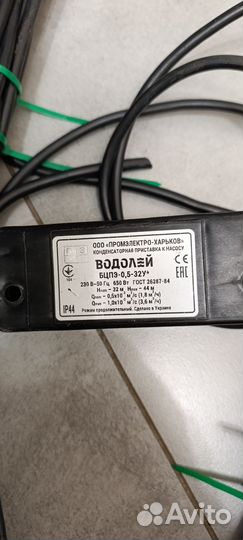 ООО «ПРОМЭЛЕКТРО-ХАРЬКОВ»
КОНДЕНСАТОРНАЯ ПРИСТАВКА К НАСОСУ
ВОДОЛЕЙ
БЦПЭ-0,5-32У*
230 В~50 Гц 650 Вт ГОСТ 26287-84
Hном - 32 м Hмах - 44 м
Qном - 0,5х10⁻³ м³/с (1,8 м³/ч)
Qмах - 1,0х10⁻³ м³/с (3,6 м³/ч)
Режим продолжительный. Сделано в Украине
IP44
EAC
Avito